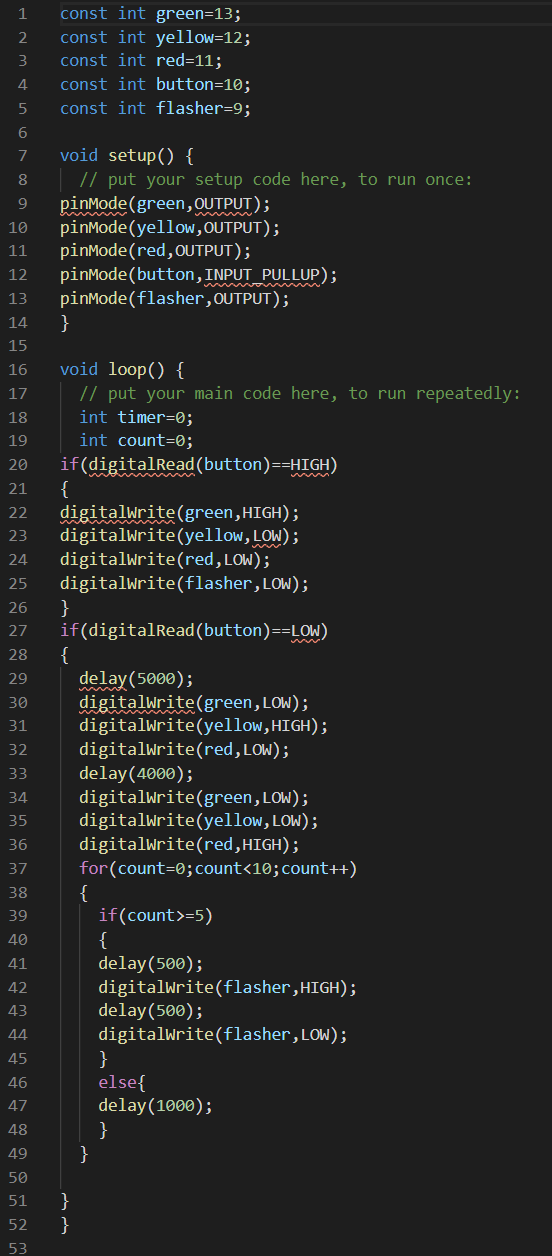 1 const int green=13;
2 const int yellow=12;
3 const int red=11;
4 const int button=10;
5 const int flasher=9;
6
7 void setup() {
8   // put your setup code here, to run once:
9 pinMode(green,OUTPUT);
10 pinMode(yellow,OUTPUT);
11 pinMode(red,OUTPUT);
12 pinMode(button,INPUT_PULLUP);
13 pinMode(flasher,OUTPUT);
14 }
15
16 void loop() {
17   // put your main code here, to run repeatedly:
18   int timer=0;
19   int count=0;
20 if(digitalRead(button)==HIGH)
21 {
22 digitalWrite(green,HIGH);
23 digitalWrite(yellow,LOW);
24 digitalWrite(red,LOW);
25 digitalWrite(flasher,LOW);
26 }
27 if(digitalRead(button)==LOW)
28 {
29   delay(5000);
30   digitalWrite(green,LOW);
31   digitalWrite(yellow,HIGH);
32   digitalWrite(red,LOW);
33   delay(4000);
34   digitalWrite(green,LOW);
35   digitalWrite(yellow,LOW);
36   digitalWrite(red,HIGH);
37   for(count=0;count<10;count++)
38   {
39     if(count>=5)
40     {
41     delay(500);
42     digitalWrite(flasher,HIGH);
43     delay(500);
44     digitalWrite(flasher,LOW);
45     }
46     else{
47     delay(1000);
48     }
49   }
50
51 }
52 }
53